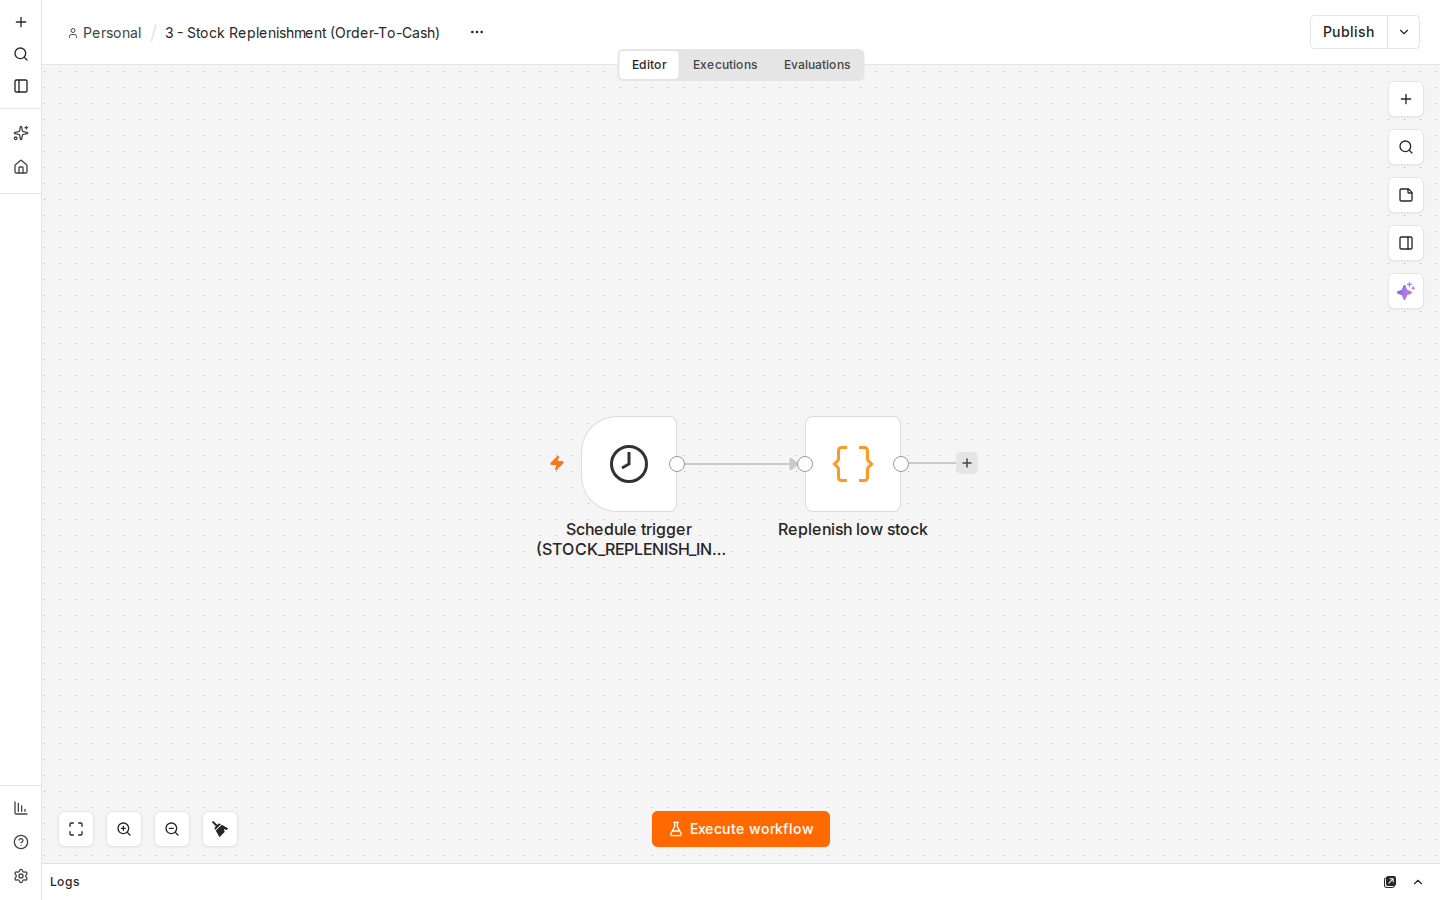 Personal / 3 - Stock Replenishment (Order-To-Cash)
Publish
Editor
Executions
Evaluations
Schedule trigger
(STOCK_REPLENISH_IN...
Replenish low stock
Execute workflow
Logs